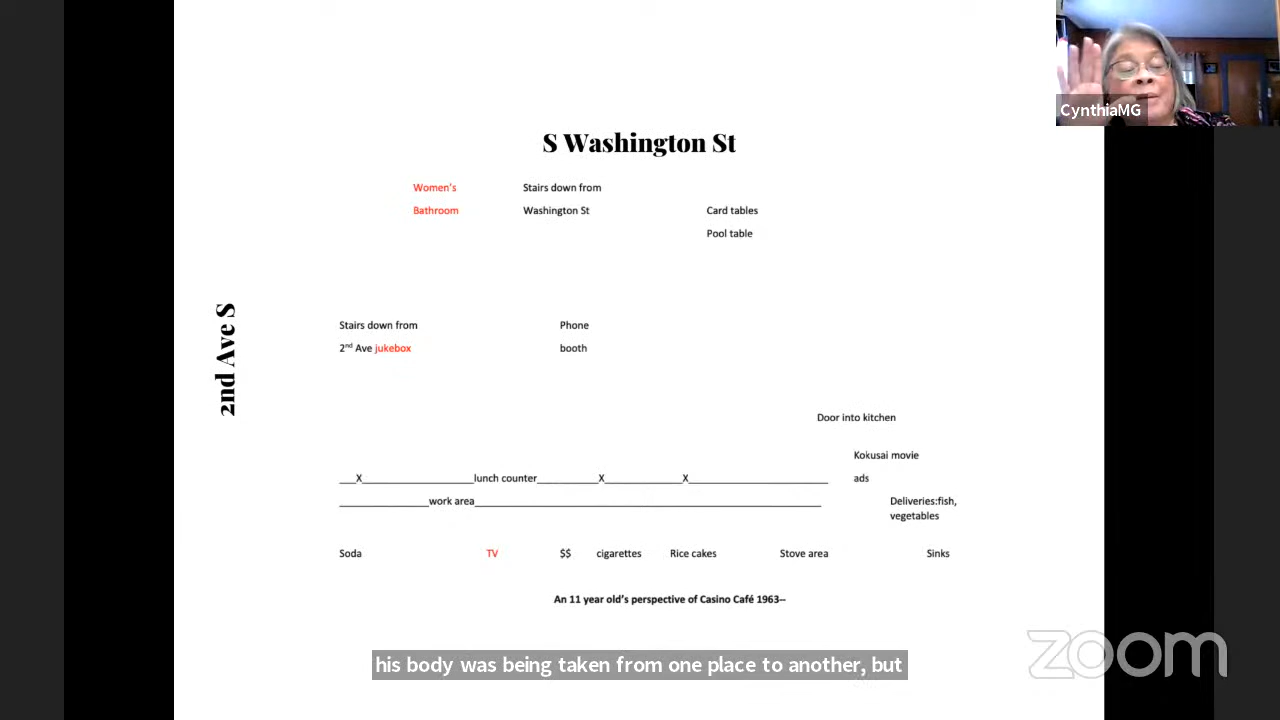 CynthiaMG
S Washington St
Women's
Bathroom
Stairs down from
Washington St
Card tables
Pool table
2nd Ave S
Stairs down from
2nd Ave jukebox
Phone
booth
Door into kitchen
Kokusai movie
ads
___X____________________lunch counter___________X______________X_________________________
________________work area______________________________________________________________
Deliveries:fish,
vegetables
Soda TV $$ cigarettes Rice cakes Stove area Sinks
An 11 year old's perspective of Casino Café 1963--
his body was being taken from one place to another, but
zoom